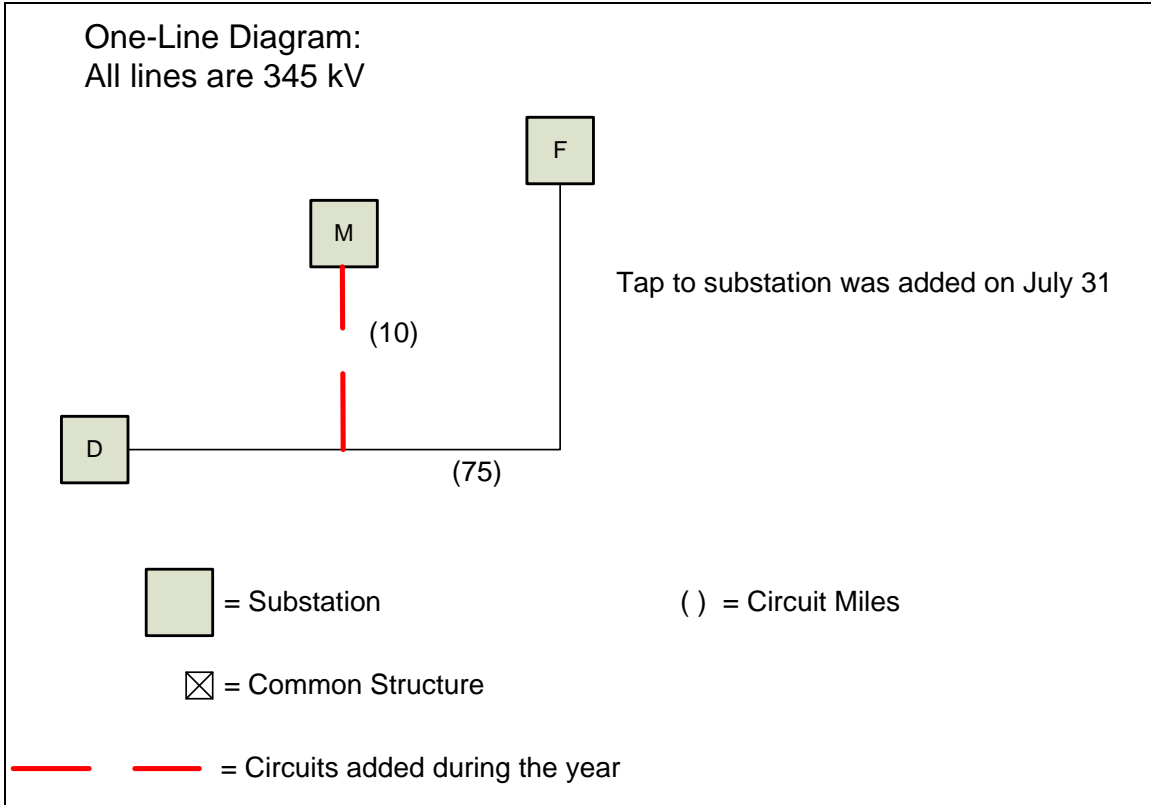 One-Line Diagram:
All lines are 345 kV
F
M
Tap to substation was added on July 31
(10)
D
(75)
= Substation
( ) = Circuit Miles
= Common Structure
= Circuits added during the year